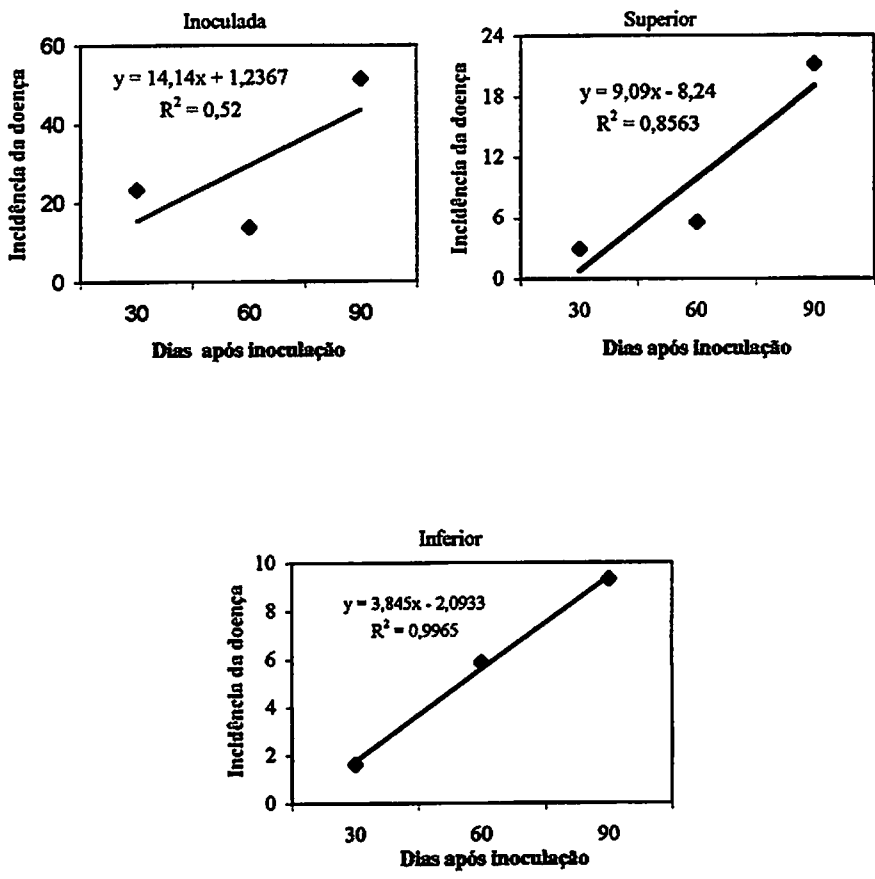 Inoculada
60
40
20
0
y = 14,14x + 1,2367
R² = 0,52
Incidência da doença
30 60 90
Dias após inoculação
Superior
24
18
12
6
0
y = 9,09x - 8,24
R² = 0,8563
Incidência da doença
30 60 90
Dias após inoculação
Inferior
10
8
6
4
2
0
y = 3,845x - 2,0933
R² = 0,9965
Incidência da doença
30 60 90
Dias após inoculação